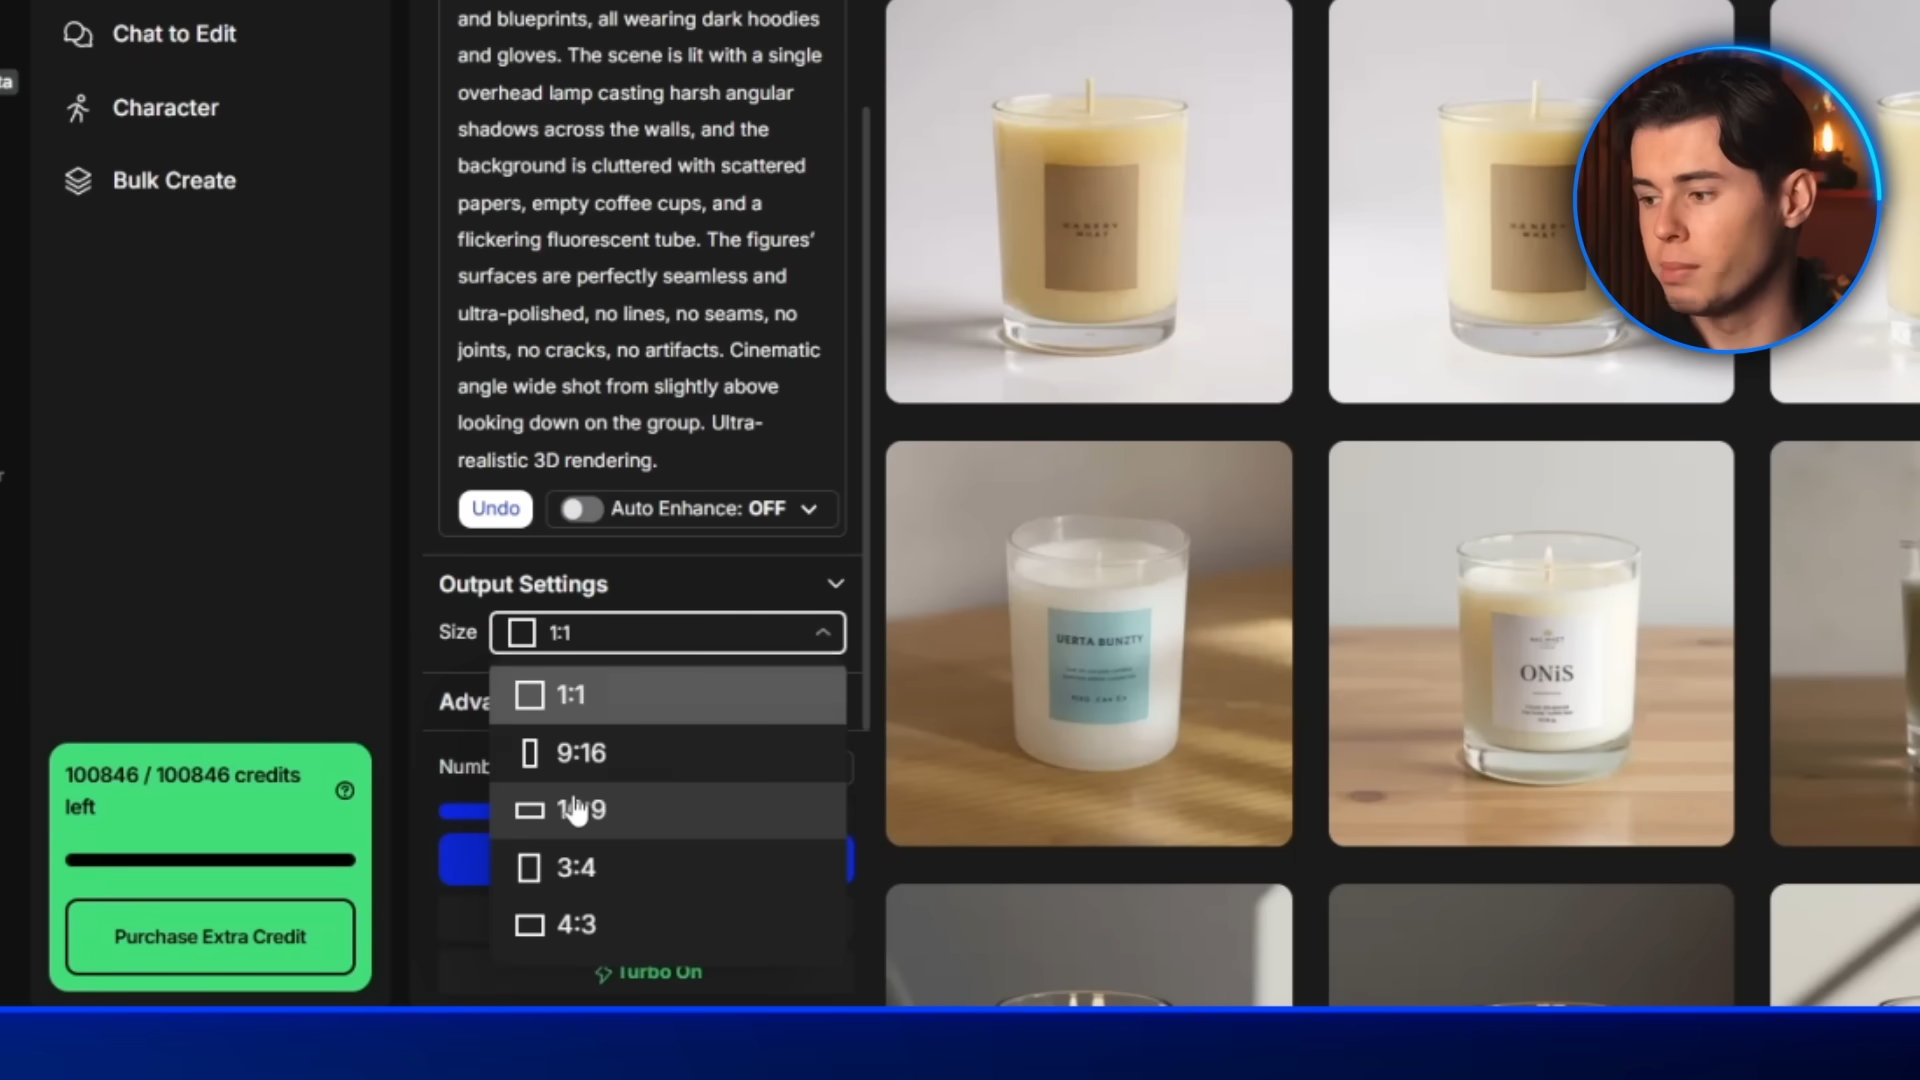 Chat to Edit
ta
Character
Bulk Create
100846 / 100846 credits
left
Purchase Extra Credit
and blueprints, all wearing dark hoodies
and gloves. The scene is lit with a single
overhead lamp casting harsh angular
shadows across the walls, and the
background is cluttered with scattered
papers, empty coffee cups, and a
flickering fluorescent tube. The figures’
surfaces are perfectly seamless and
ultra-polished, no lines, no seams, no
joints, no cracks, no artifacts. Cinematic
angle wide shot from slightly above
looking down on the group. Ultra-
realistic 3D rendering.
Undo
Auto Enhance: OFF
Output Settings
Size
1:1
Adva
1:1
9:16
Numb
3:4
4:3
Turbo On
UERTA BUNZTY
ONiS